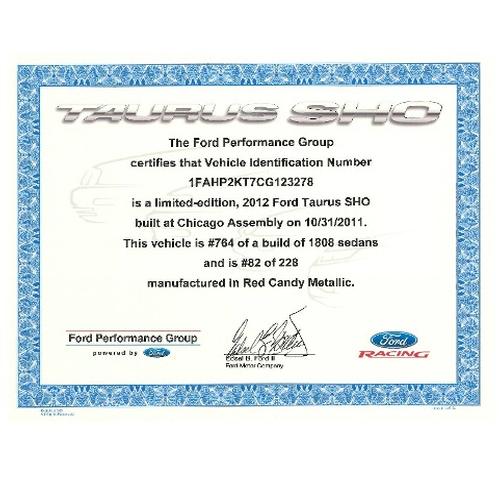 TAURUS SHO
The Ford Performance Group
certifies that Vehicle Identification Number
1FAHP2KT7CG123278
is a limited-edition, 2012 Ford Taurus SHO
built at Chicago Assembly on 10/31/2011.
This vehicle is #764 of a build of 1808 sedans
and is #82 of 228
manufactured in Red Candy Metallic.
Ford Performance Group
powered by Ford
Edsel B. Ford II
Ford Motor Company
Ford
RACING